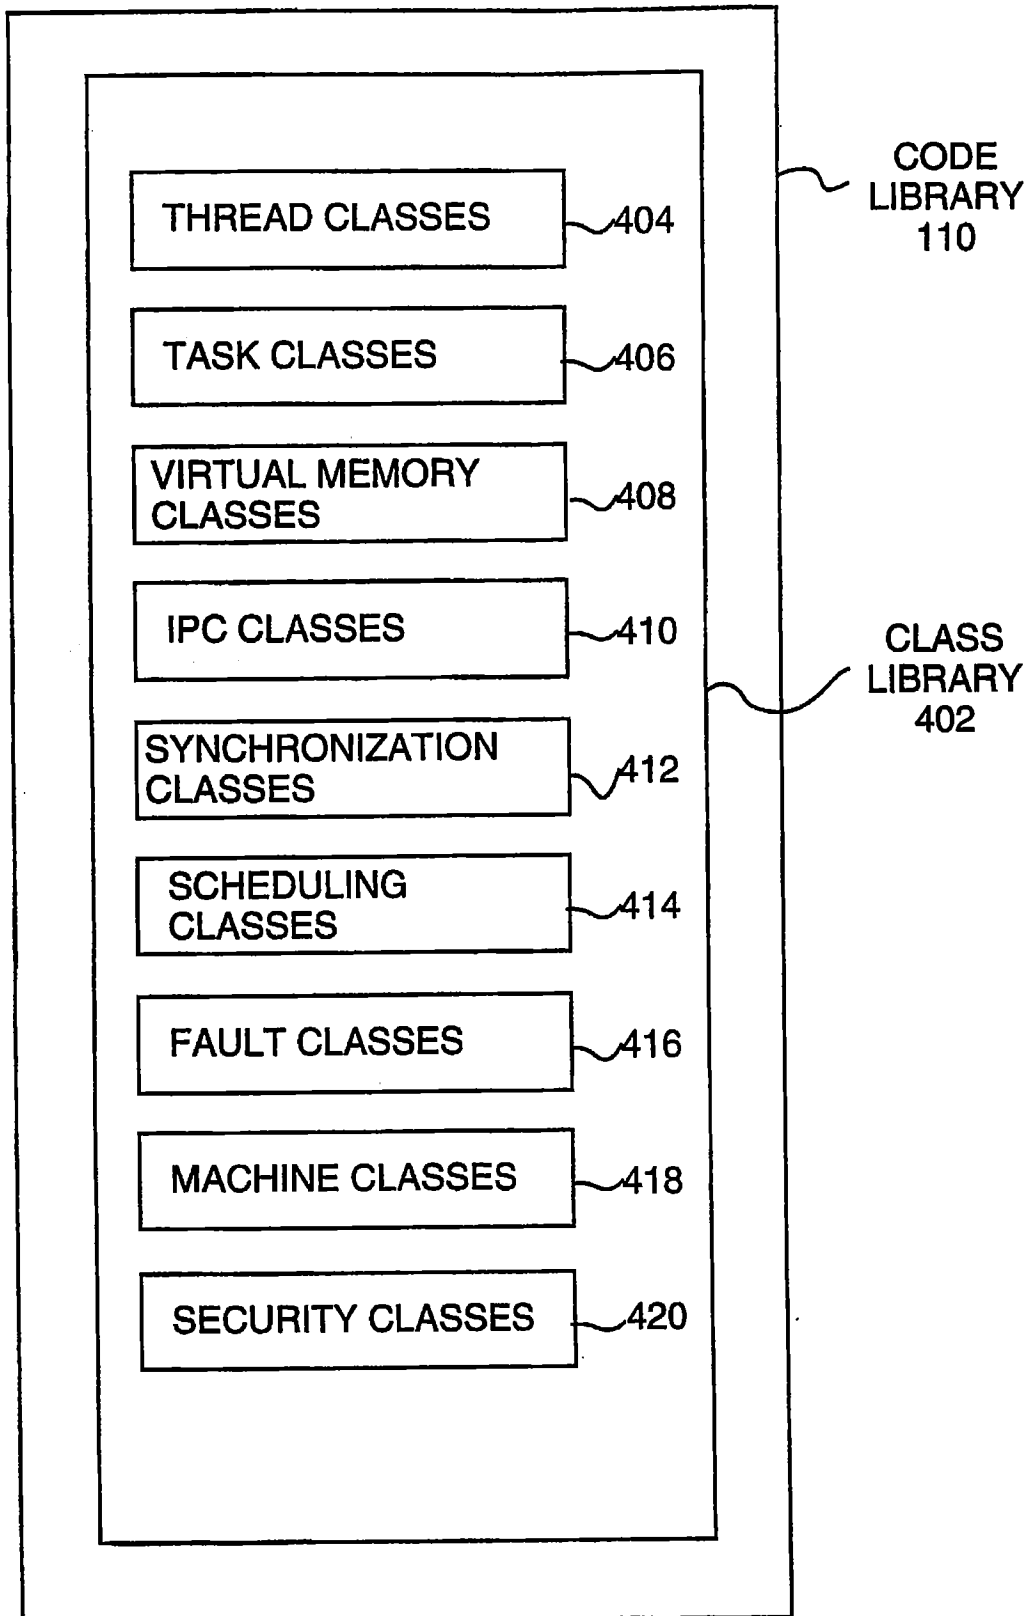 THREAD CLASSES
404
TASK CLASSES
406
VIRTUAL MEMORY
CLASSES
408
IPC CLASSES
410
SYNCHRONIZATION
CLASSES
412
SCHEDULING
CLASSES
414
FAULT CLASSES
416
MACHINE CLASSES
418
SECURITY CLASSES
420
CODE
LIBRARY
110
CLASS
LIBRARY
402